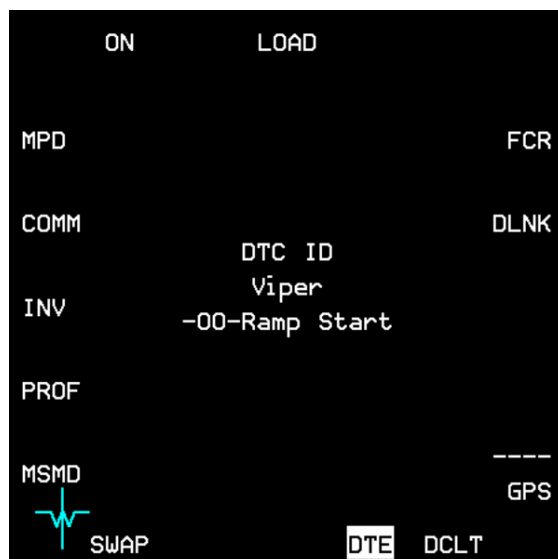 ON LOAD
MPD FCR
COMM DLNK
DTC ID
Viper
INV
-00-Ramp Start
PROF
----
MSMD
GPS
SWAP DTE DCLT